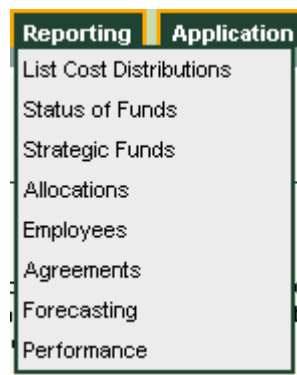 Reporting Application
List Cost Distributions
Status of Funds
Strategic Funds
Allocations
Employees
Agreements
Forecasting
Performance